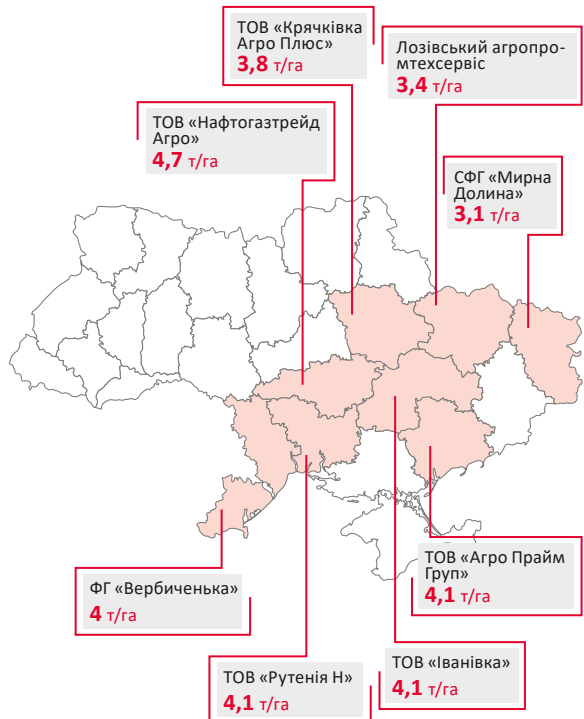 ТОВ «Крячківка
Агро Плюс»
3,8 т/га
Лозівський агропро-
мтехсервіс
3,4 т/га
ТОВ «Нафтогазтрейд
Агро»
4,7 т/га
СФГ «Мирна
Долина»
3,1 т/га
ТОВ «Агро Прайм
Груп»
4,1 т/га
ФГ «Вербиченька»
4 т/га
ТОВ «Рутенія Н»
4,1 т/га
ТОВ «Іванівка»
4,1 т/га